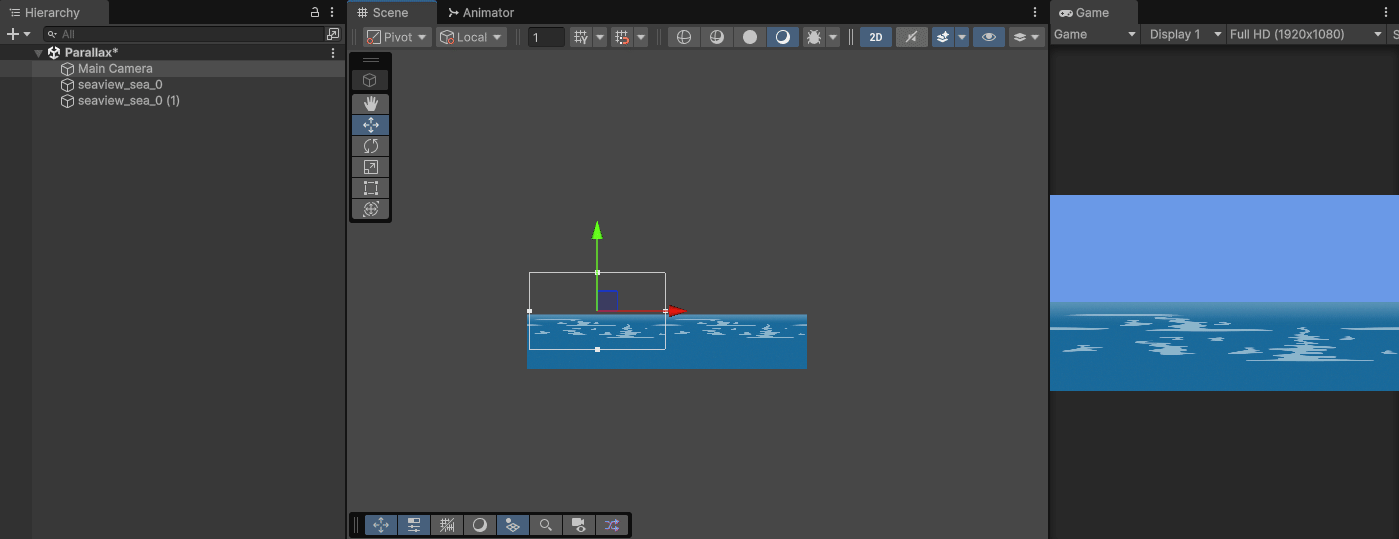 Hierarchy
All
Parallax*
Main Camera
seaview_sea_0
seaview_sea_0 (1)
Scene
Animator
Pivot
Local
1
2D
Game
Game
Display 1
Full HD (1920x1080)
S